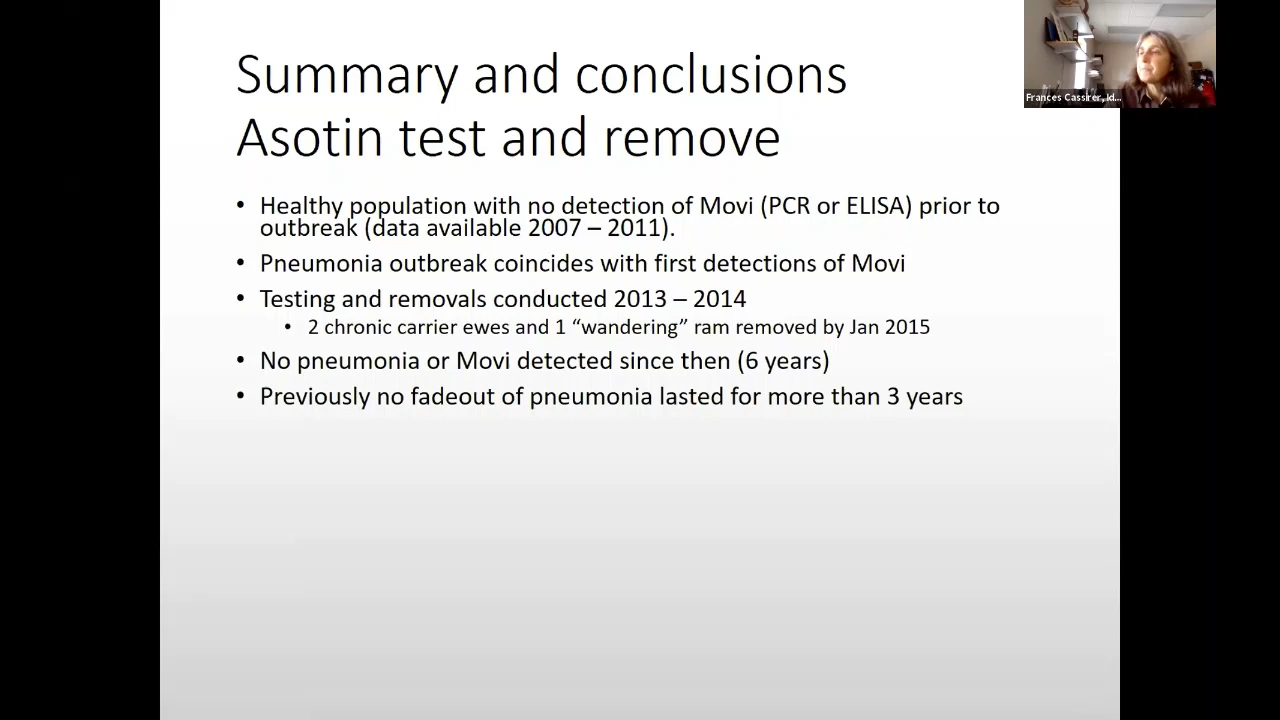 Summary and conclusions
Asotin test and remove
• Healthy population with no detection of Movi (PCR or ELISA) prior to
outbreak (data available 2007 – 2011).
• Pneumonia outbreak coincides with first detections of Movi
• Testing and removals conducted 2013 – 2014
• 2 chronic carrier ewes and 1 “wandering” ram removed by Jan 2015
• No pneumonia or Movi detected since then (6 years)
• Previously no fadeout of pneumonia lasted for more than 3 years
Frances Cassirer, Id...